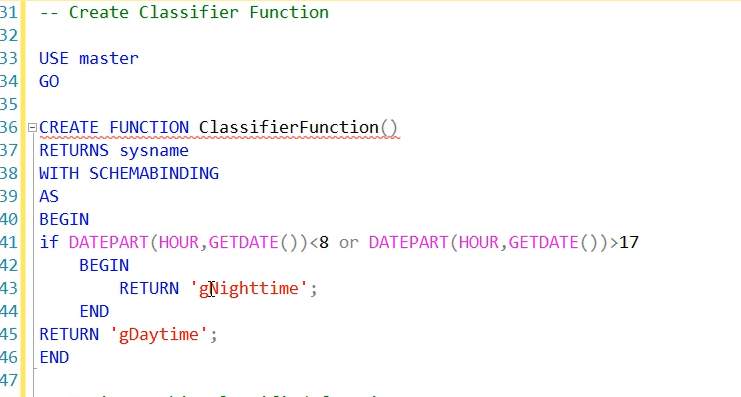 31 -- Create Classifier Function
32
33 USE master
34 GO
35
36 CREATE FUNCTION ClassifierFunction()
37 RETURNS sysname
38 WITH SCHEMABINDING
39 AS
40 BEGIN
41 if DATEPART(HOUR,GETDATE())<8 or DATEPART(HOUR,GETDATE())>17
42     BEGIN
43         RETURN 'gNighttime';
44     END
45 RETURN 'gDaytime';
46 END
47